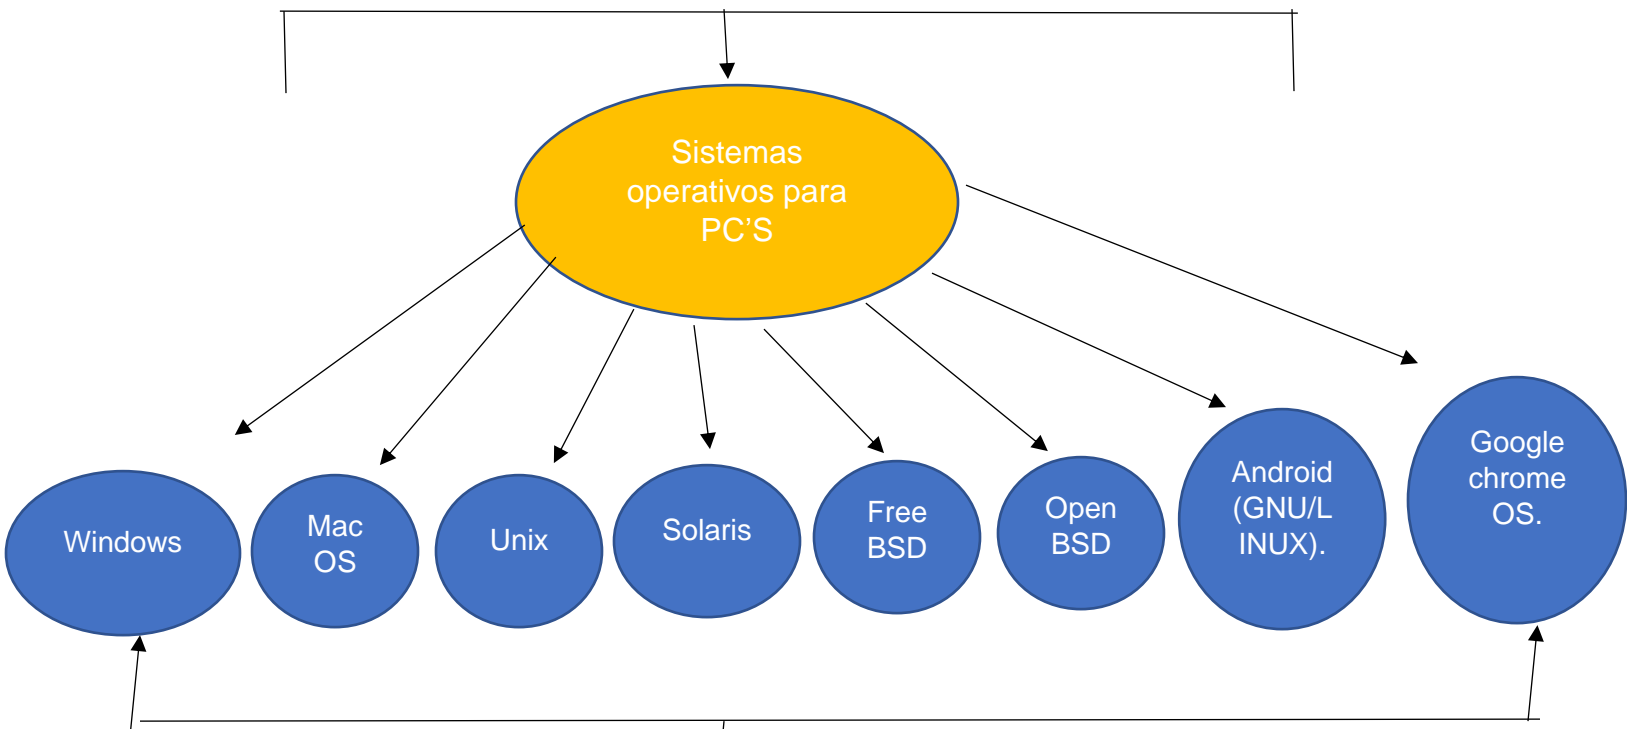 Sistemas
operativos para
PC’S
Windows
Mac
OS
Unix
Solaris
Free
BSD
Open
BSD
Android
(GNU/L
INUX).
Google
chrome
OS.